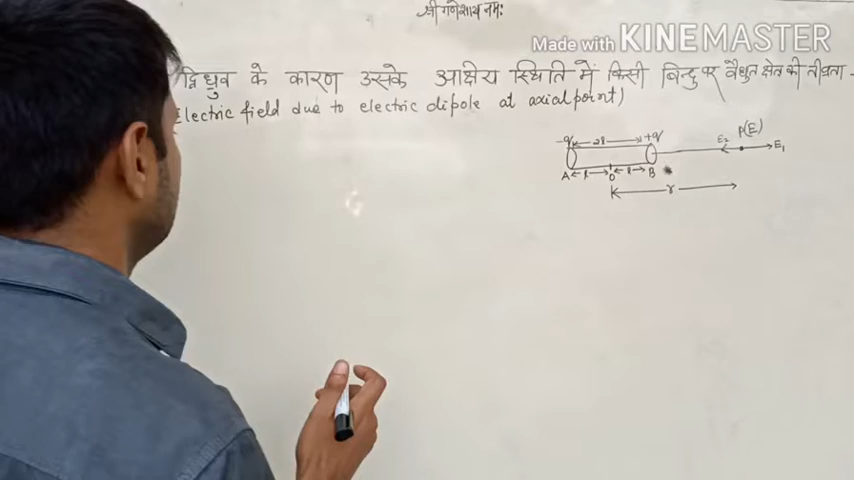 श्री गणेशाय नमः
Made with KINEMASTER
द्विध्रुव के कारण उसके आक्षीय स्थिति में किसी बिन्दु पर वैधुत क्षेत्र की तीव्रता -
Electric field due to electric dipole at axial point)
-q 2l +q E2 P(E) E1
A l O l B
r